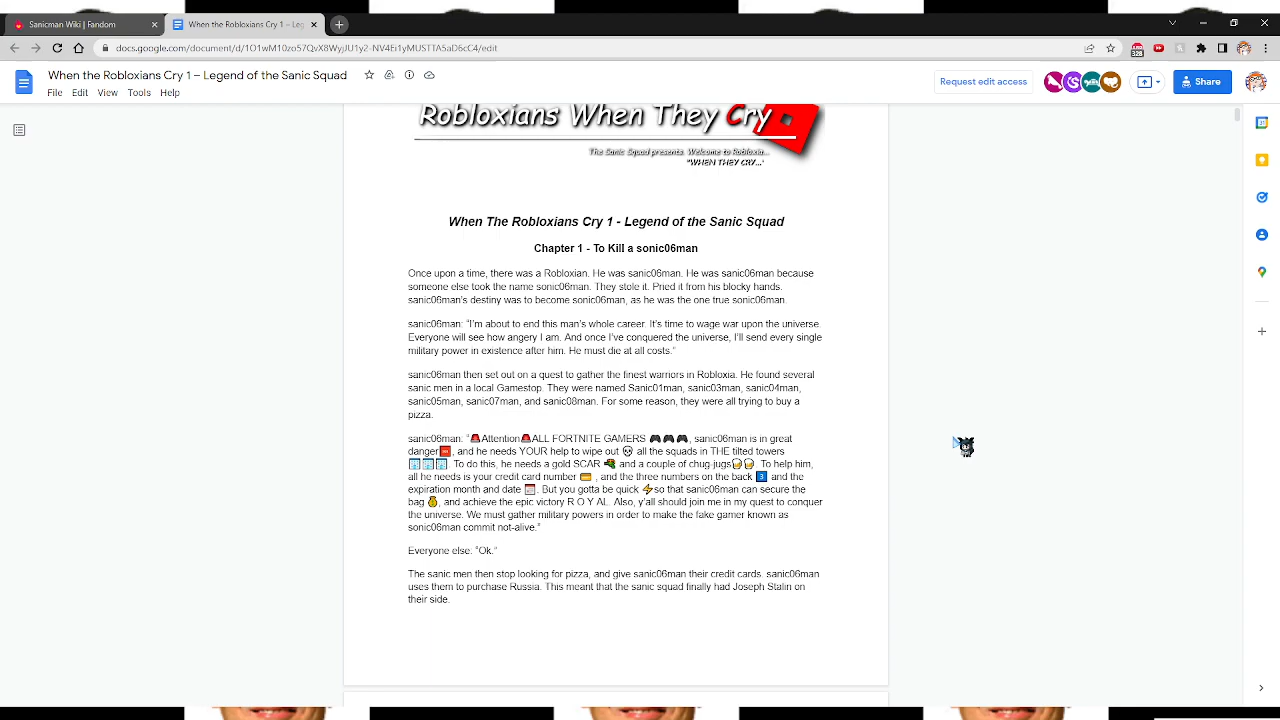 Sanicman Wiki | Fandom
When the Robloxians Cry 1 – Leg
docs.google.com/document/d/1O1wM10zo57QvX8WyjJU1y2-NV4Ei1yMUSTTA5aD6cC4/edit
When the Robloxians Cry 1 – Legend of the Sanic Squad
File Edit View Tools Help
Request edit access
Share
Robloxians When They Cry
The Sanic Squad presents. Welcome to Robloxia...
"WHEN THEY CRY..."
When The Robloxians Cry 1 - Legend of the Sanic Squad
Chapter 1 - To Kill a sonic06man
Once upon a time, there was a Robloxian. He was sanic06man. He was sanic06man because
someone else took the name sonic06man. They stole it. Pried it from his blocky hands.
sanic06man's destiny was to become sonic06man, as he was the one true sonic06man.
sanic06man: “I’m about to end this man’s whole career. It’s time to wage war upon the universe.
Everyone will see how angery I am. And once I’ve conquered the universe, I’ll send every single
military power in existence after him. He must die at all costs.”
sanic06man then set out on a quest to gather the finest warriors in Robloxia. He found several
sanic men in a local Gamestop. They were named Sanic01man, sanic03man, sanic04man,
sanic05man, sanic07man, and sanic08man. For some reason, they were all trying to buy a
pizza.
sanic06man: “🚨Attention🚨ALL FORTNITE GAMERS 🎮🎮🎮, sanic06man is in great
danger🆘, and he needs YOUR help to wipe out 💀 all the squads in THE tilted towers
🏢🏢🏢. To do this, he needs a gold SCAR 🔫 and a couple of chug-jugs🍺🍺. To help him,
all he needs is your credit card number 💳 , and the three numbers on the back 3️⃣ and the
expiration month and date 📅. But you gotta be quick ⚡so that sanic06man can secure the
bag 💰, and achieve the epic victory R O Y AL. Also, y’all should join me in my quest to conquer
the universe. We must gather military powers in order to make the fake gamer known as
sonic06man commit not-alive.”
Everyone else: “Ok.”
The sanic men then stop looking for pizza, and give sanic06man their credit cards. sanic06man
uses them to purchase Russia. This meant that the sanic squad finally had Joseph Stalin on
their side.